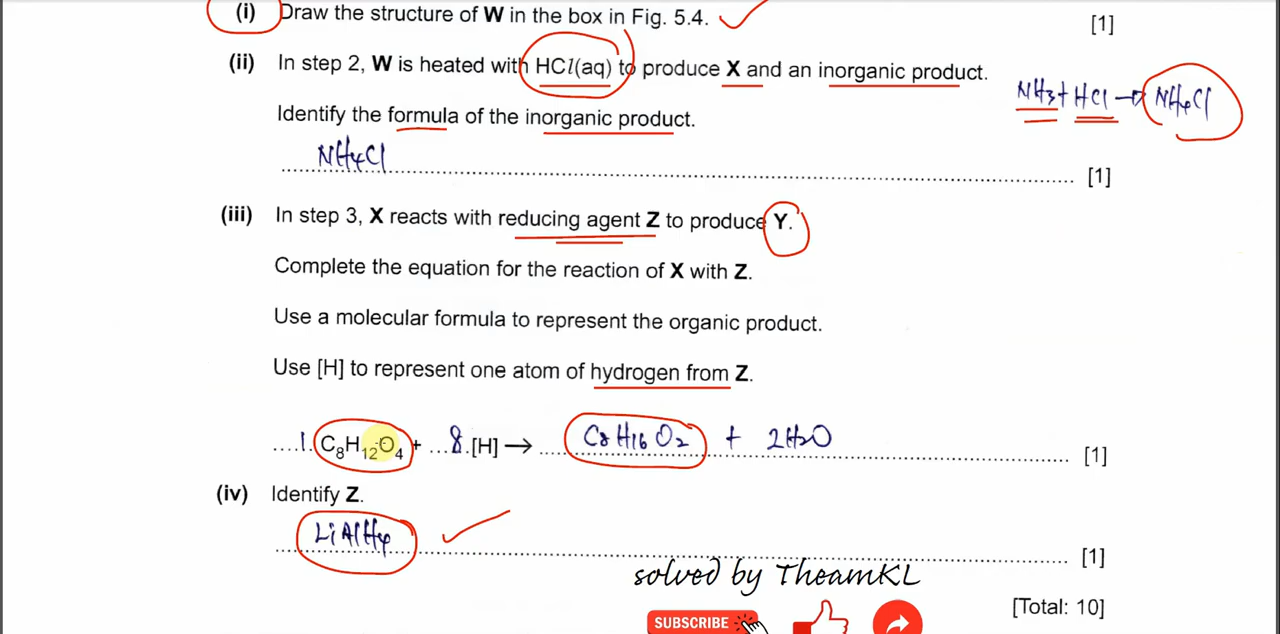 (i) Draw the structure of W in the box in Fig. 5.4. [1]
(ii) In step 2, W is heated with HCl(aq) to produce X and an inorganic product.
NH3 + HCl → NH4Cl
Identify the formula of the inorganic product.
NH4Cl
[1]
(iii) In step 3, X reacts with reducing agent Z to produce Y.
Complete the equation for the reaction of X with Z.
Use a molecular formula to represent the organic product.
Use [H] to represent one atom of hydrogen from Z.
....1. C8H12O4 + ...8.[H] → ... C8H16O2 + 2H2O [1]
(iv) Identify Z.
LiAlH4
[1]
solved by TheamKL
[Total: 10]
SUBSCRIBE